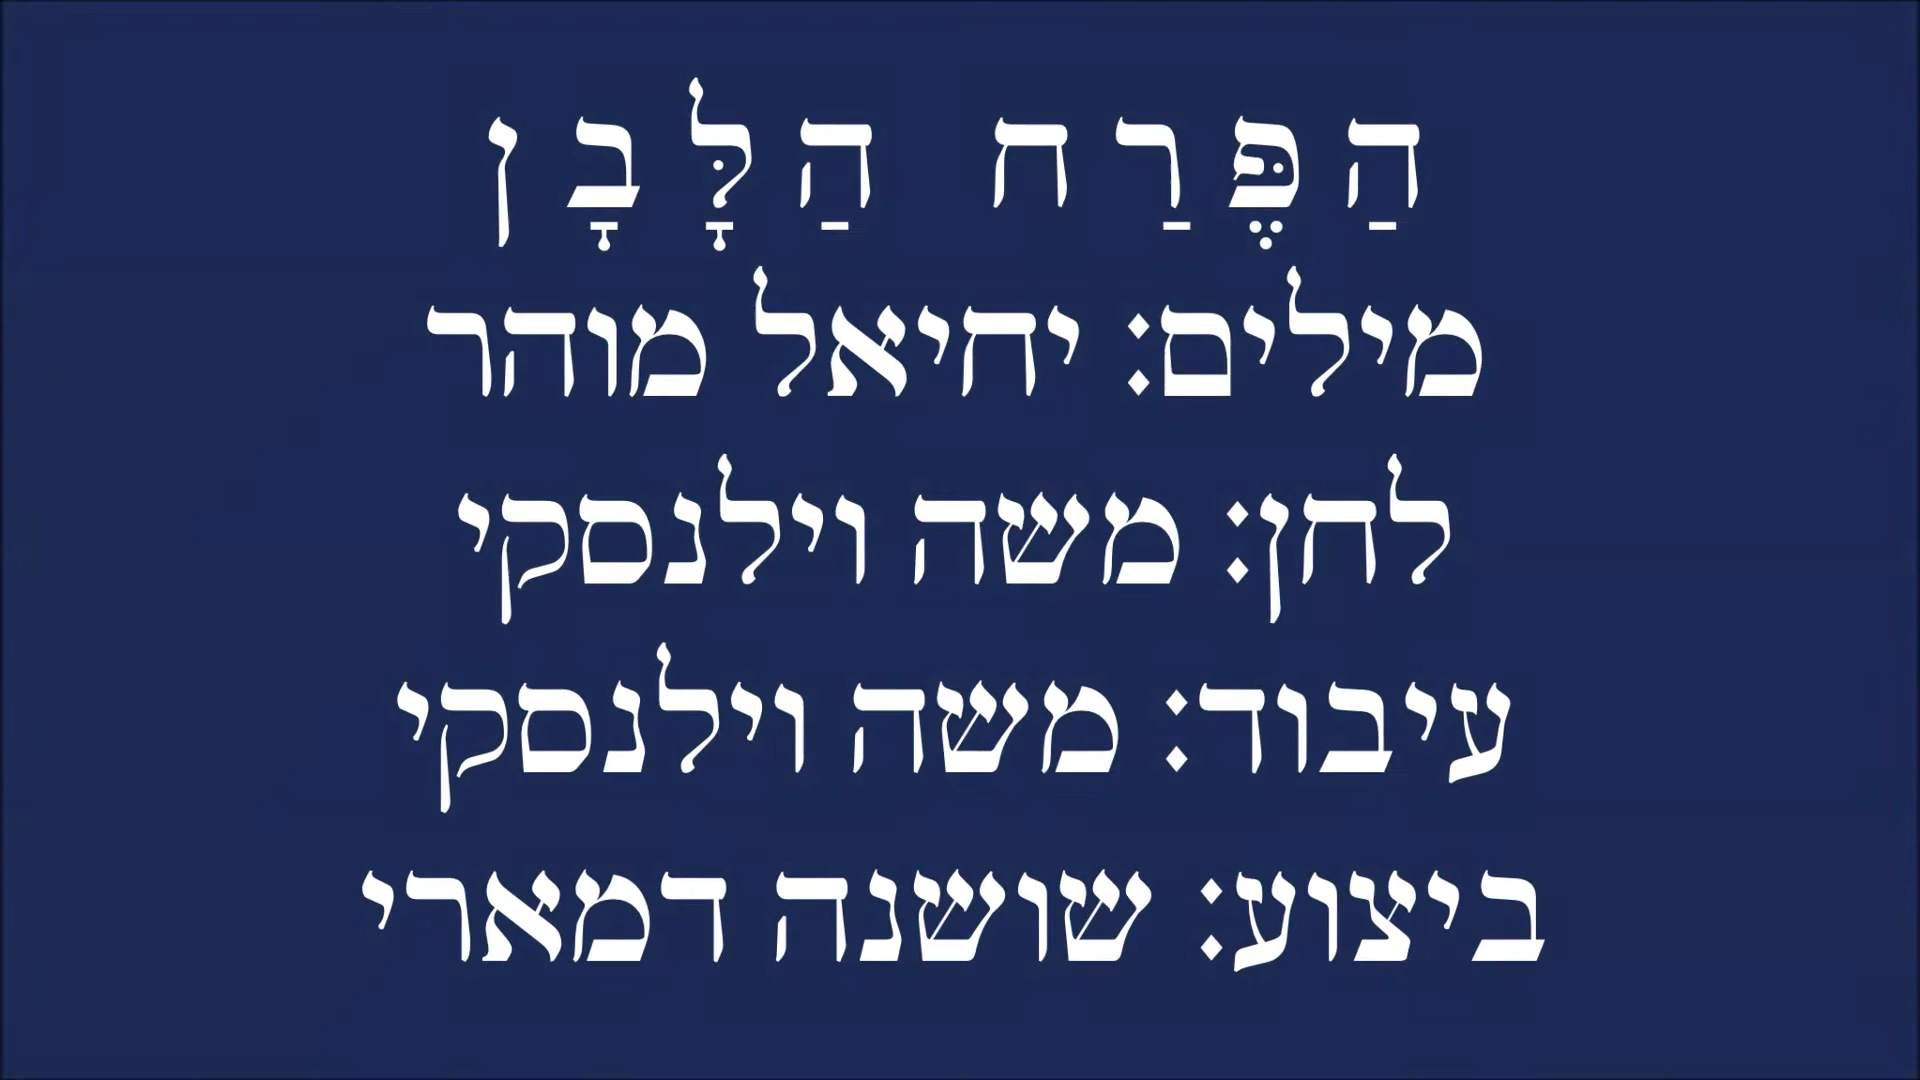 הַפֶּרַח הַלָּבָן
מילים: יחיאל מוהר
לחן: משה וילנסקי
עיבוד: משה וילנסקי
ביצוע: שושנה דמארי